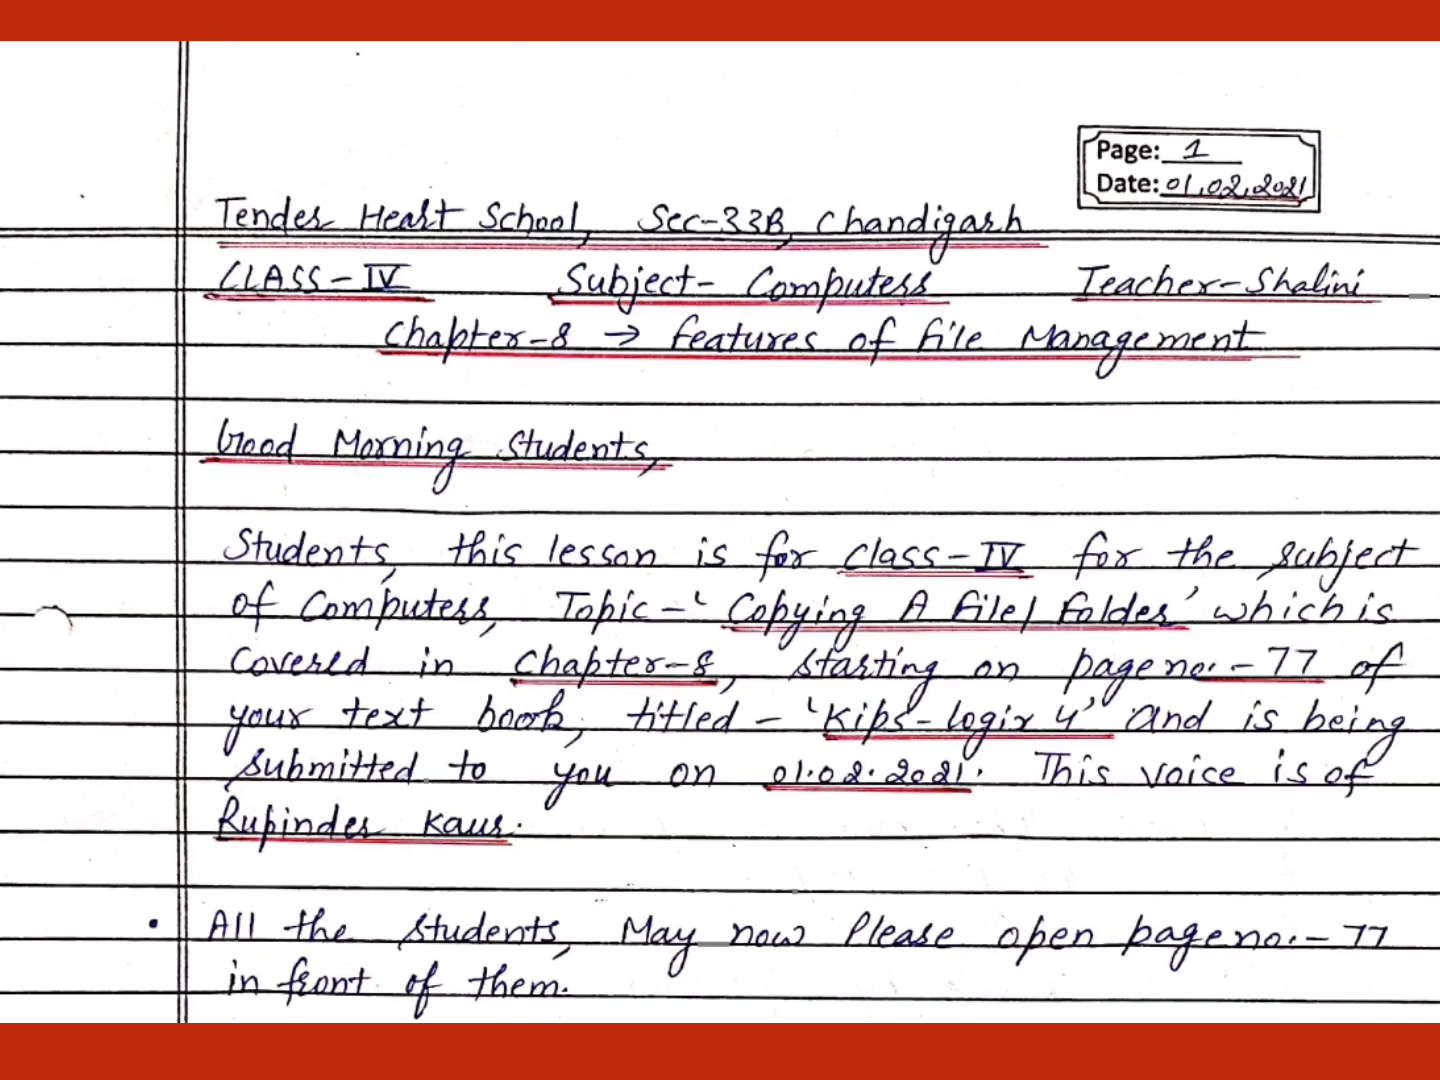 Page: 1
Date: 01.02.2021
Tender Heart School, Sec-33B, Chandigarh
CLASS-IV Subject- Computers Teacher-Shalini
Chapter-8 → Features of File Management
Good Morning Students,
Students, this lesson is for Class-IV for the subject
of Computers, Topic-'Copying A File/Folder' which is
covered in Chapter-8, starting on page no.-77 of
your text book, titled - 'Kips-logix 4' and is being
submitted to you on 01.02.2021. This voice is of
Rupinder Kaur.
• All the students, May now Please open page no.-77
in front of them.